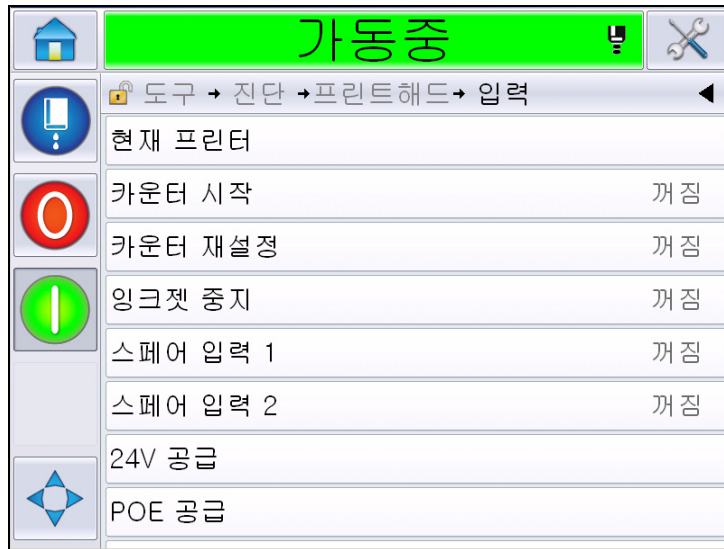 가동중
도구 → 진단 →프린트헤드→ 입력
현재 프린터
카운터 시작 꺼짐
카운터 재설정 꺼짐
잉크젯 중지 꺼짐
스페어 입력 1 꺼짐
스페어 입력 2 꺼짐
24V 공급
POE 공급